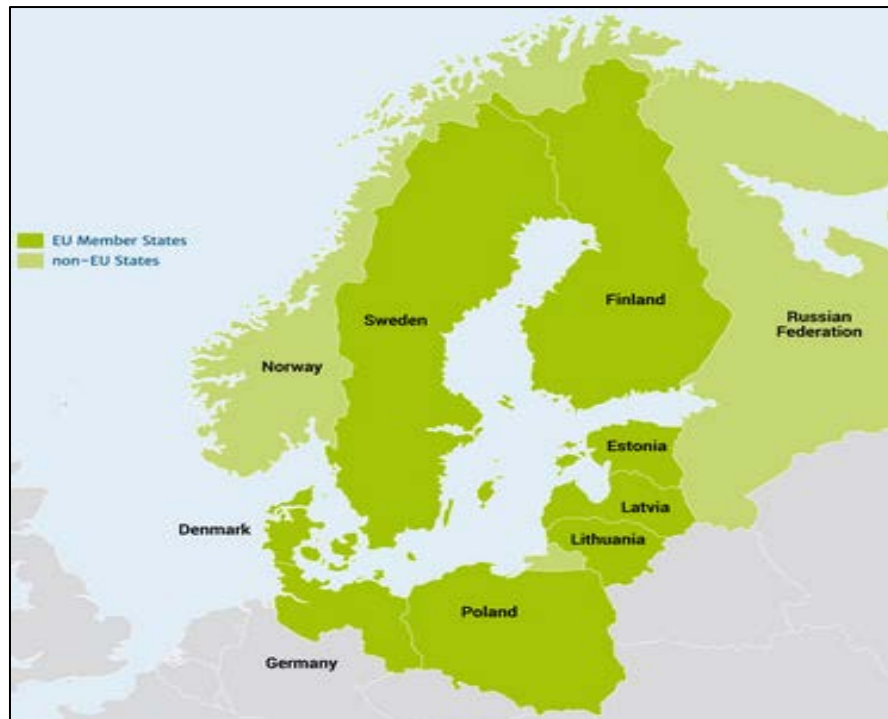 EU Member States
non-EU States
Finland
Sweden
Russian
Federation
Norway
Estonia
Latvia
Denmark
Lithuania
Poland
Germany